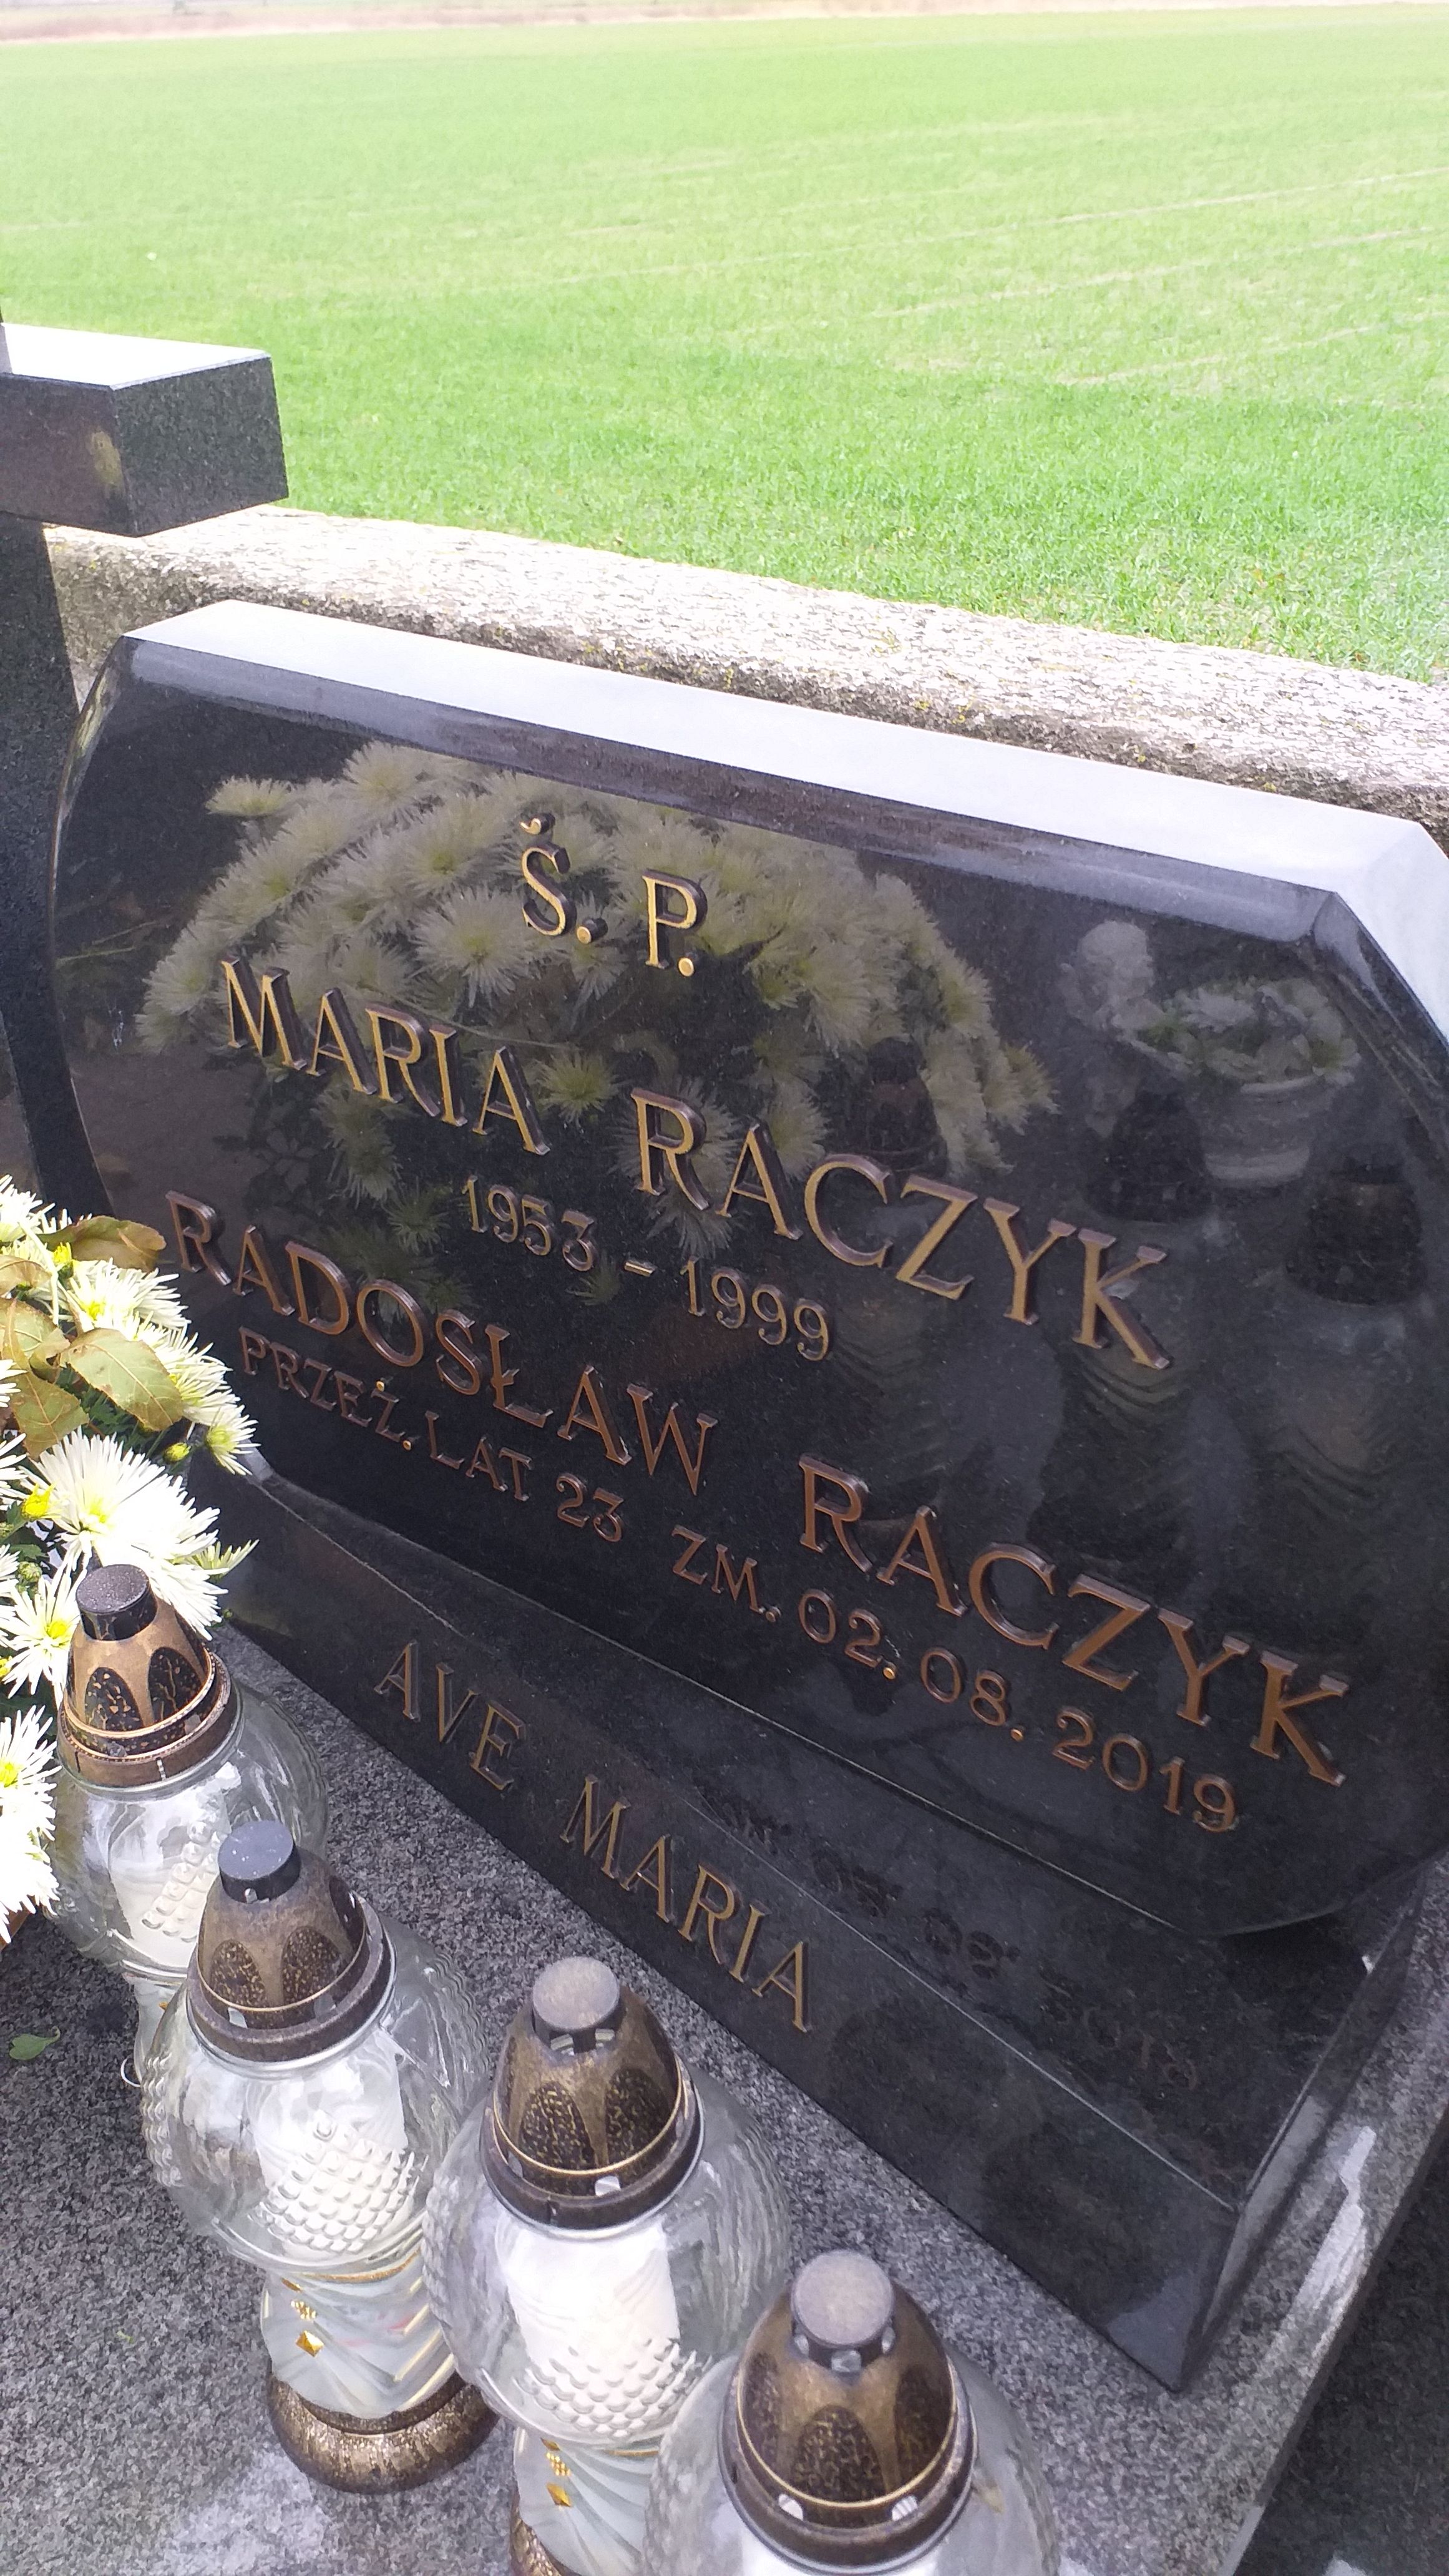 Š. P.
MARIA RACZYK
1953 - 1999
RADOSŁAW RACZYK
PRZEŻ. LAT 23 ZM. 02. 08. 2019
AVE MARIA